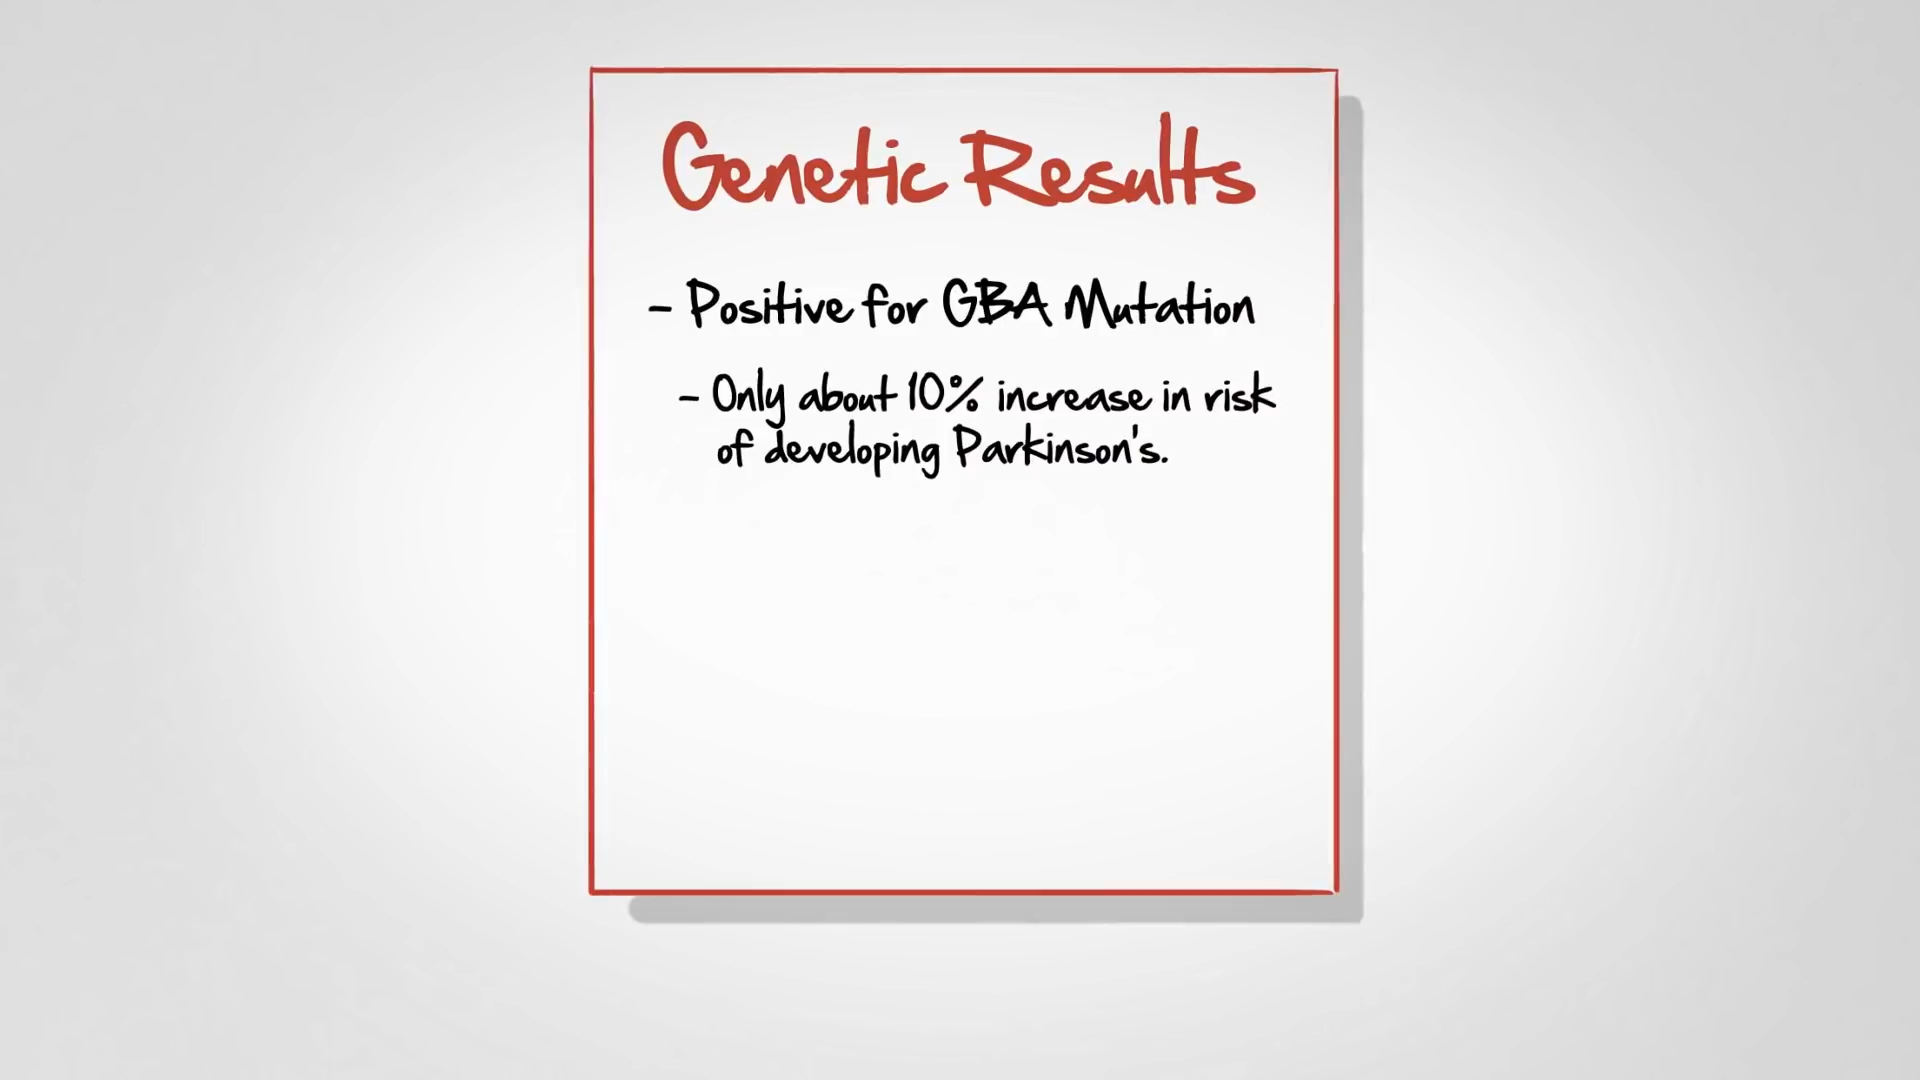 Genetic Results
- Positive for GBA Mutation
- Only about 10% increase in risk
of developing Parkinson's.